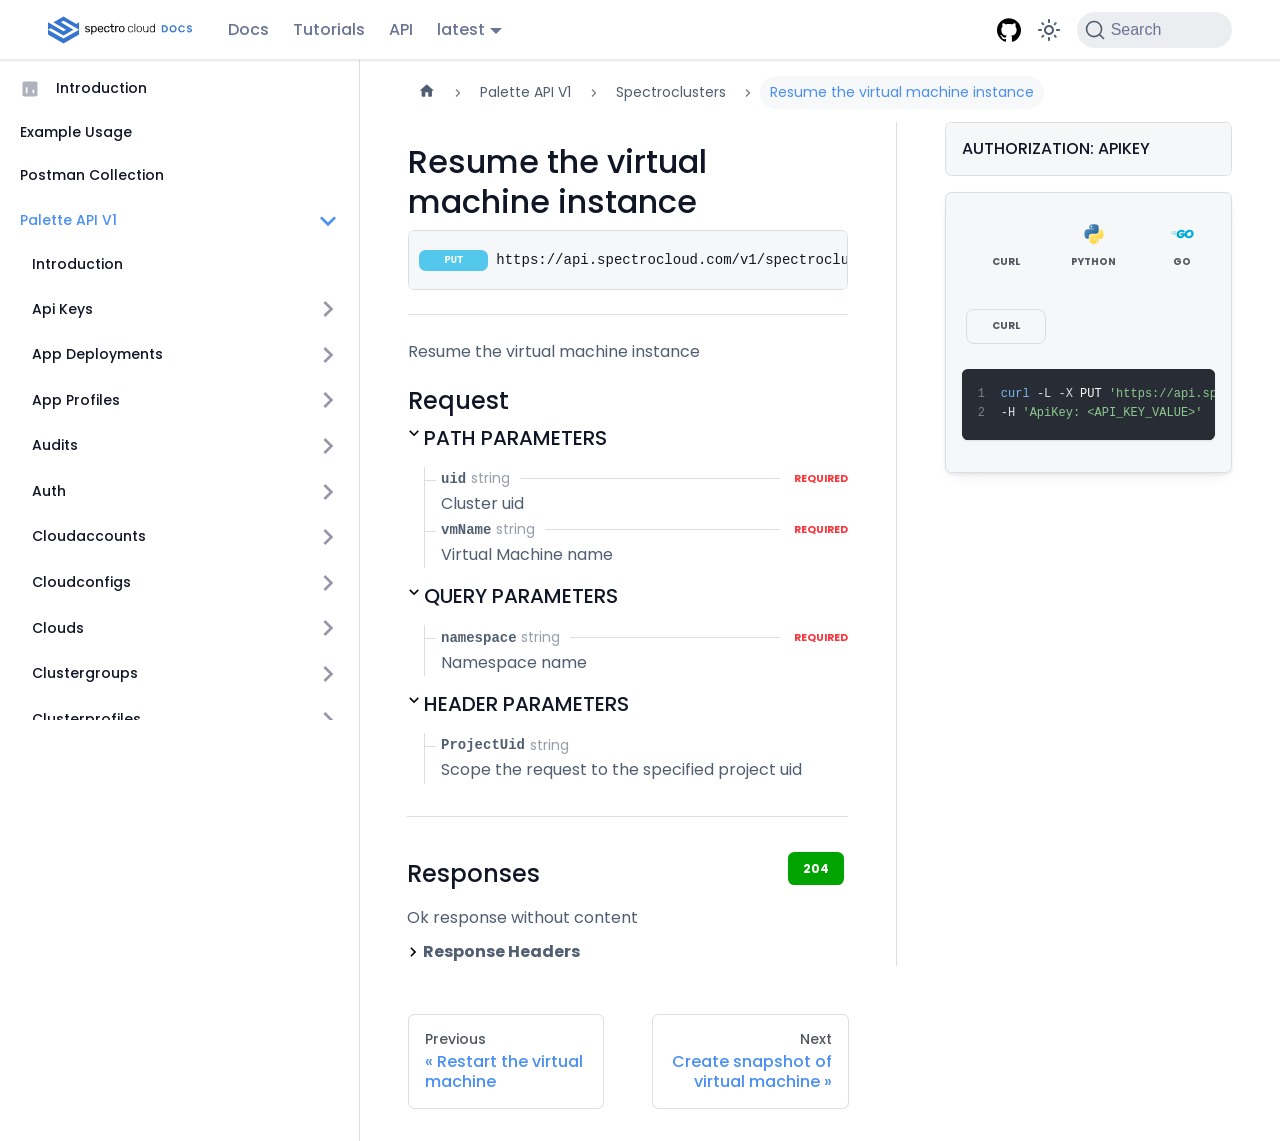 spectro cloud DOCS Docs Tutorials API latest Search
Introduction
Example Usage
Postman Collection
Palette API V1
Introduction
Api Keys
App Deployments
App Profiles
Audits
Auth
Cloudaccounts
Cloudconfigs
Clouds
Clustergroups
Clusterprofiles
Palette API V1 Spectroclusters Resume the virtual machine instance
Resume the virtual
machine instance
PUT https://api.spectrocloud.com/v1/spectroclu
Resume the virtual machine instance
Request
PATH PARAMETERS
uid string REQUIRED
Cluster uid
vmName string REQUIRED
Virtual Machine name
QUERY PARAMETERS
namespace string REQUIRED
Namespace name
HEADER PARAMETERS
ProjectUid string
Scope the request to the specified project uid
Responses
204
Ok response without content
Response Headers
Previous
« Restart the virtual
machine
Next
Create snapshot of
virtual machine »
AUTHORIZATION: APIKEY
CURL PYTHON GO
CURL
1 curl -L -X PUT 'https://api.sp
2 -H 'ApiKey: <API_KEY_VALUE>'